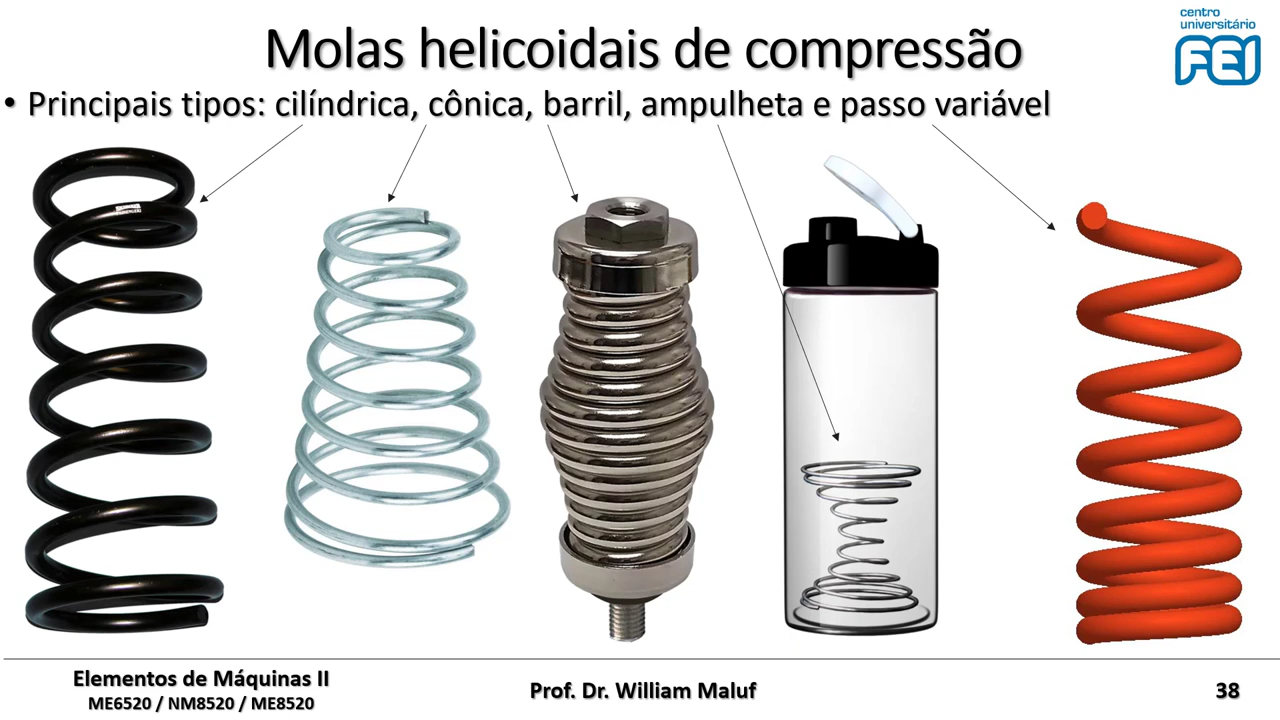 centro
universitário
FEI
Molas helicoidais de compressão
• Principais tipos: cilíndrica, cônica, barril, ampulheta e passo variável
Elementos de Máquinas II
ME6520 / NM8520 / ME8520
Prof. Dr. William Maluf
38